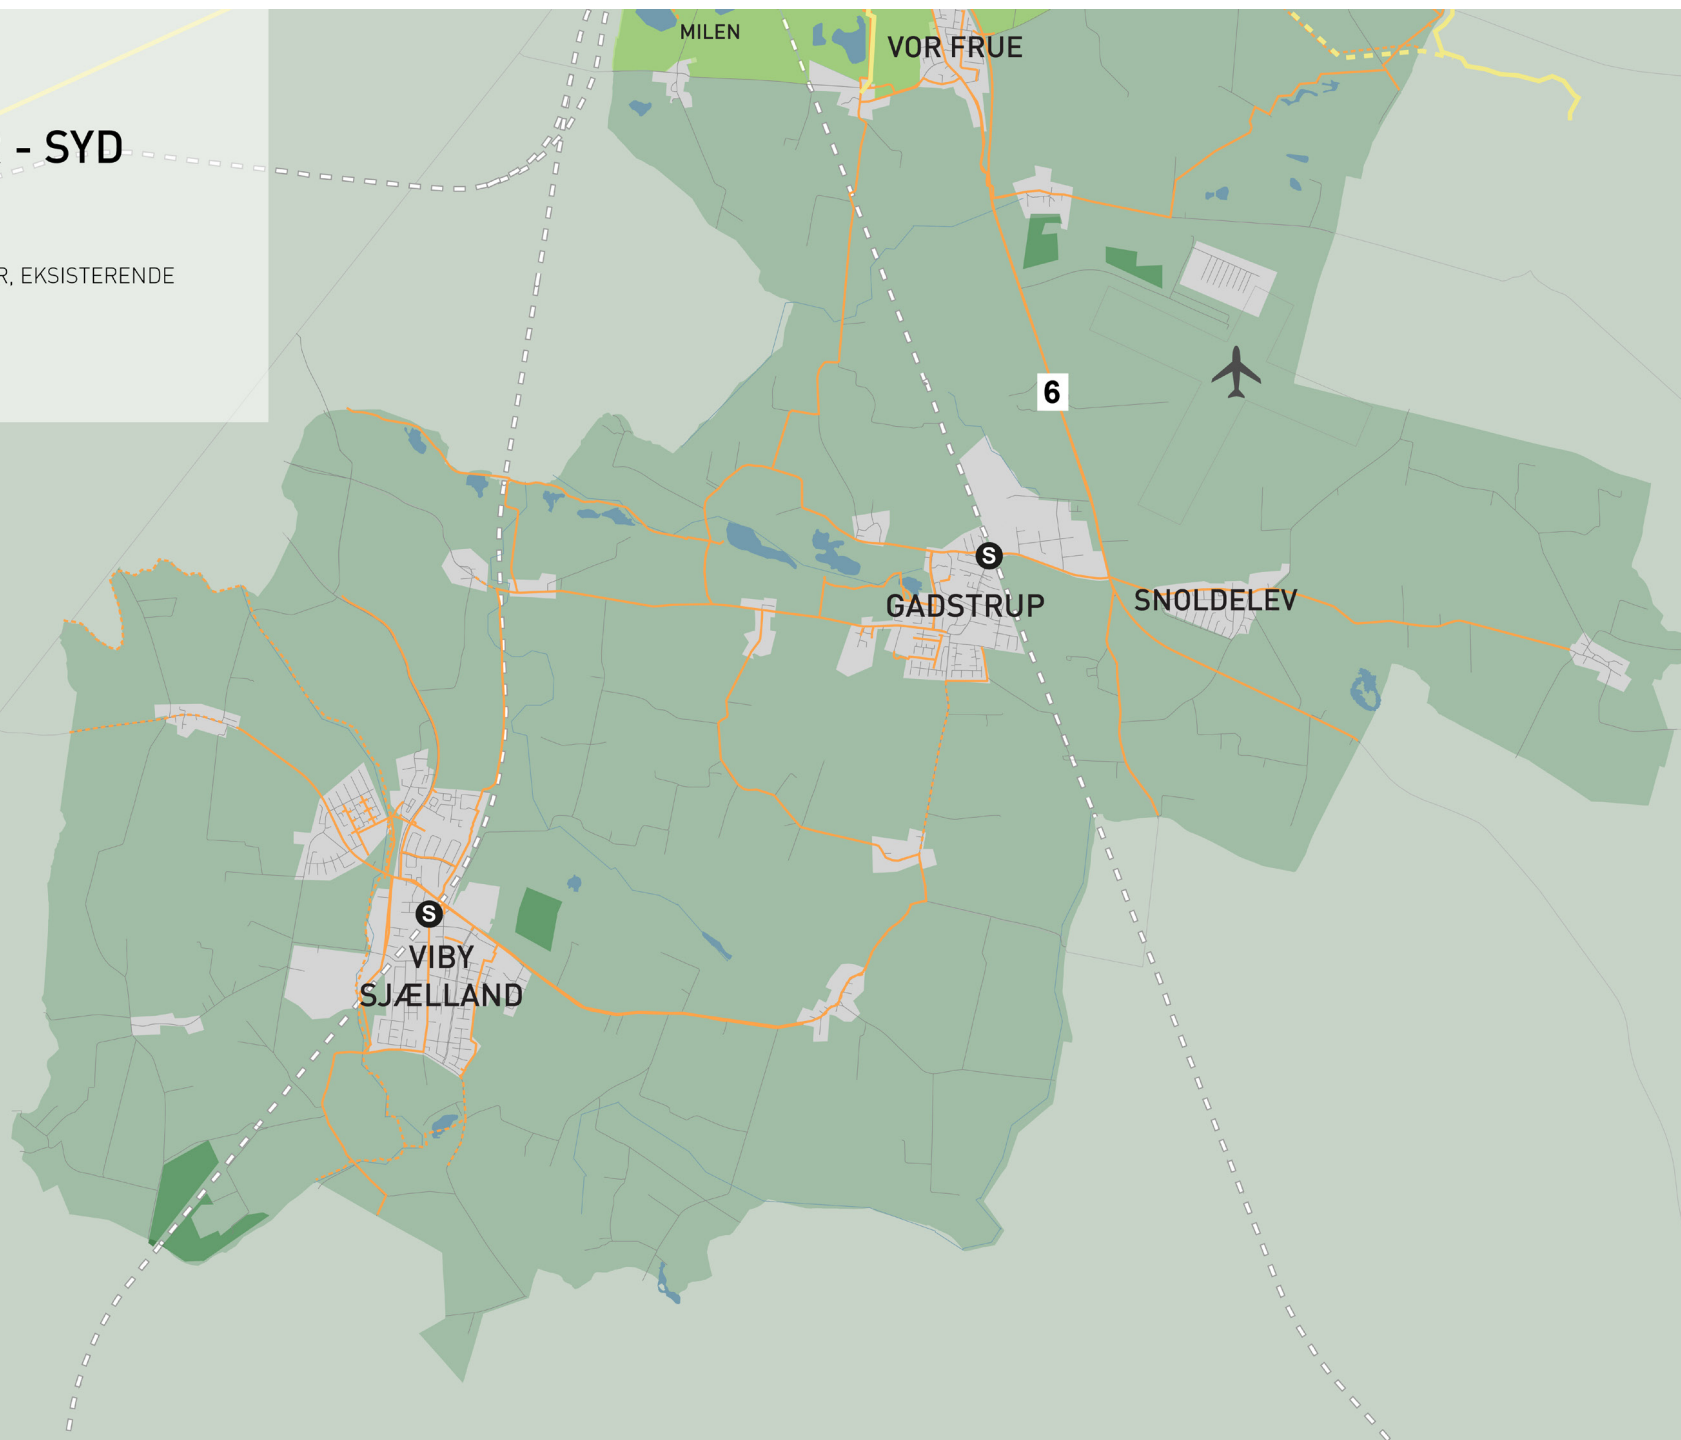 MILEN
VOR FRUE
- SYD
R, EKSISTERENDE
6
S
GADSTRUP
SNOLDELEV
S
VIBY
SJÆLLAND